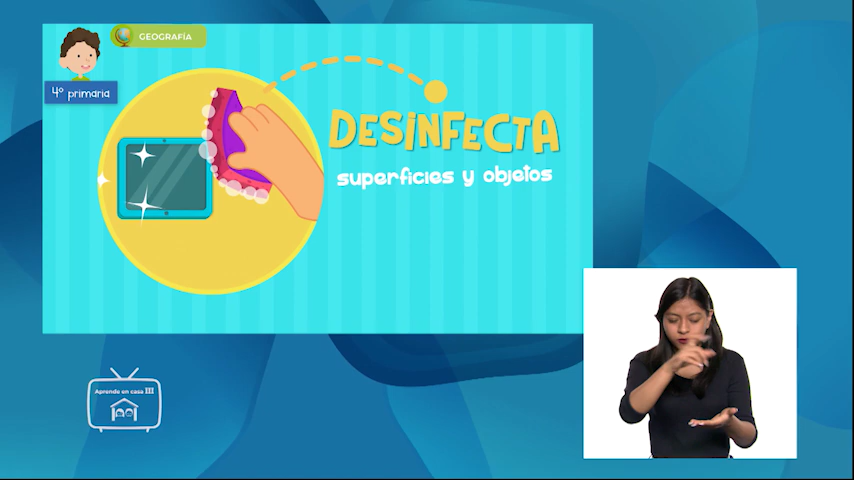 GEOGRAFÍA
4º primaria
DESINFECTA
superficies y objetos
Aprende en casa III